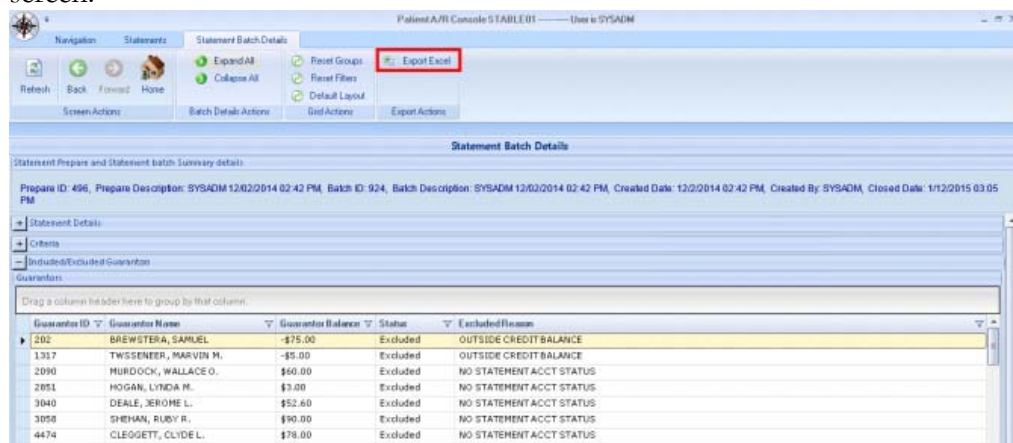 screen.
Patient A/R Console STABLE01 -------- User is SYSADM
Navigation Statements Statement Batch Details
Refresh Back Forward Home
Expand All
Collapse All
Reset Groups
Reset Filters
Default Layout
Export Excel
Screen Actions Batch Details Actions Grid Actions Export Actions
Statement Batch Details
Statement Prepare and Statement batch Summary details
Prepare ID: 496, Prepare Description: SYSADM 12/02/2014 02:42 PM, Batch ID: 924, Batch Description: SYSADM 12/02/2014 02:42 PM, Created Date: 12/2/2014 02:42 PM, Created By: SYSADM, Closed Date: 1/12/2015 03:05
PM
Statement Details
Criteria
Included/Excluded Guarantors
Guarantors
Drag a column header here to group by that column.
Guarantor ID Guarantor Name Guarantor Balance Status Excluded Reason
202 BREWSTERA, SAMUEL -$75.00 Excluded OUTSIDE CREDIT BALANCE
1317 TWSSENEER, MARVIN M. -$5.00 Excluded OUTSIDE CREDIT BALANCE
2090 MURDOCK, WALLACE O. $60.00 Excluded NO STATEMENT ACCT STATUS
2851 HOGAN, LYNDA M. $3.00 Excluded NO STATEMENT ACCT STATUS
3040 DEALE, JEROME L. $52.60 Excluded NO STATEMENT ACCT STATUS
3058 SHEHAN, RUBY R. $90.00 Excluded NO STATEMENT ACCT STATUS
4474 CLEGGETT, CLYDE L. $78.00 Excluded NO STATEMENT ACCT STATUS